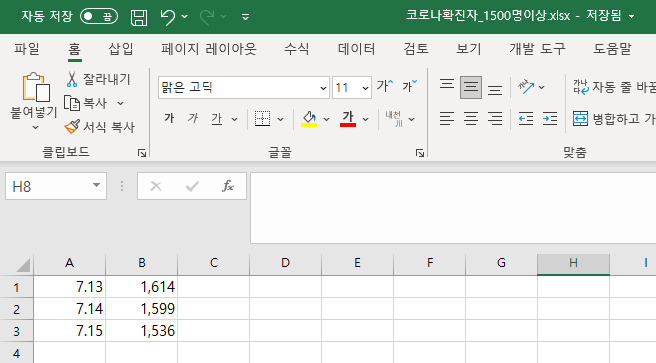 자동 저장 끔 코로나확진자_1500명이상.xlsx - 저장됨
파일 홈 삽입 페이지 레이아웃 수식 데이터 검토 보기 개발 도구 도움말
붙여넣기 잘라내기 맑은 고딕 11 가 가 가나다 자동 줄 바꿈
복사
서식 복사 가 가 가 가 내천 병합하고 가
클립보드 글꼴 맞춤
H8 fx
A B C D E F G H I
1 7.13 1,614
2 7.14 1,599
3 7.15 1,536
4